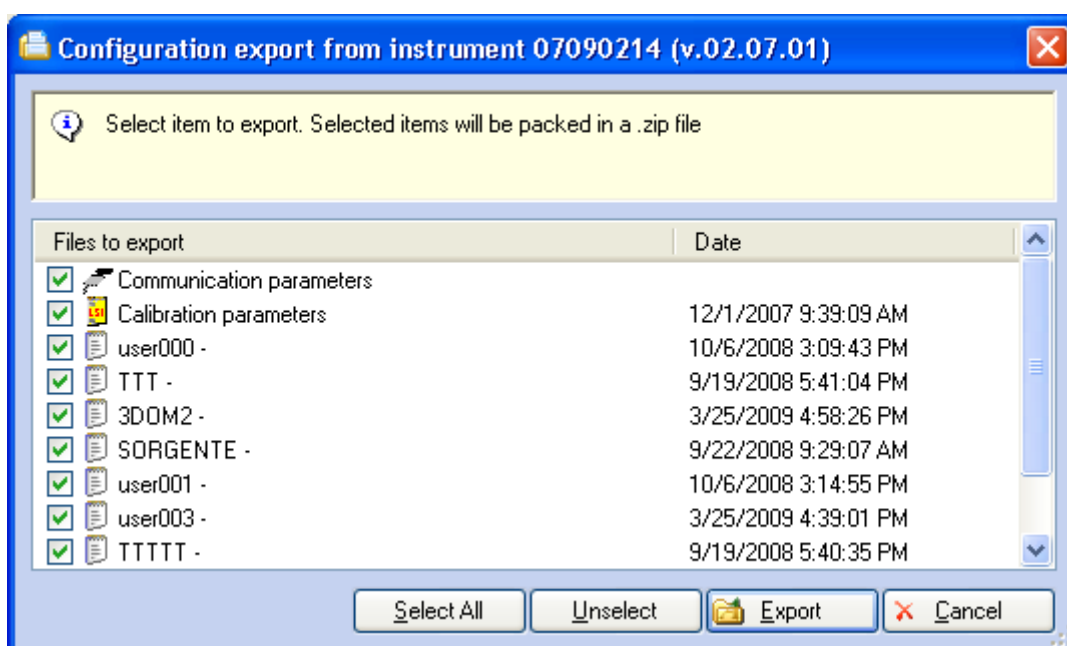 Configuration export from instrument 07090214 (v.02.07.01)
Select item to export. Selected items will be packed in a .zip file
Files to export Date
Communication parameters
LSI Calibration parameters 12/1/2007 9:39:09 AM
user000 - 10/6/2008 3:09:43 PM
TTT - 9/19/2008 5:41:04 PM
3DOM2 - 3/25/2009 4:58:26 PM
SORGENTE - 9/22/2008 9:29:07 AM
user001 - 10/6/2008 3:14:55 PM
user003 - 3/25/2009 4:39:01 PM
TTTTT - 9/19/2008 5:40:35 PM
Select All Unselect Export Cancel